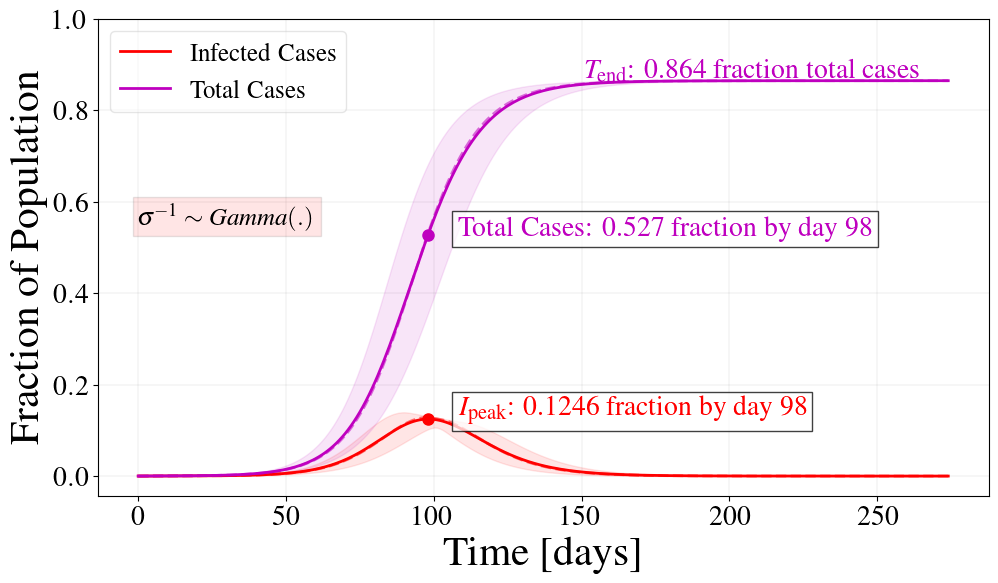 Infected Cases
Total Cases
T_end: 0.864 fraction total cases
σ⁻¹ ∼ Gamma(.)
Total Cases: 0.527 fraction by day 98
I_peak: 0.1246 fraction by day 98
Fraction of Population
1.0
0.8
0.6
0.4
0.2
0.0
0 50 100 150 200 250
Time [days]